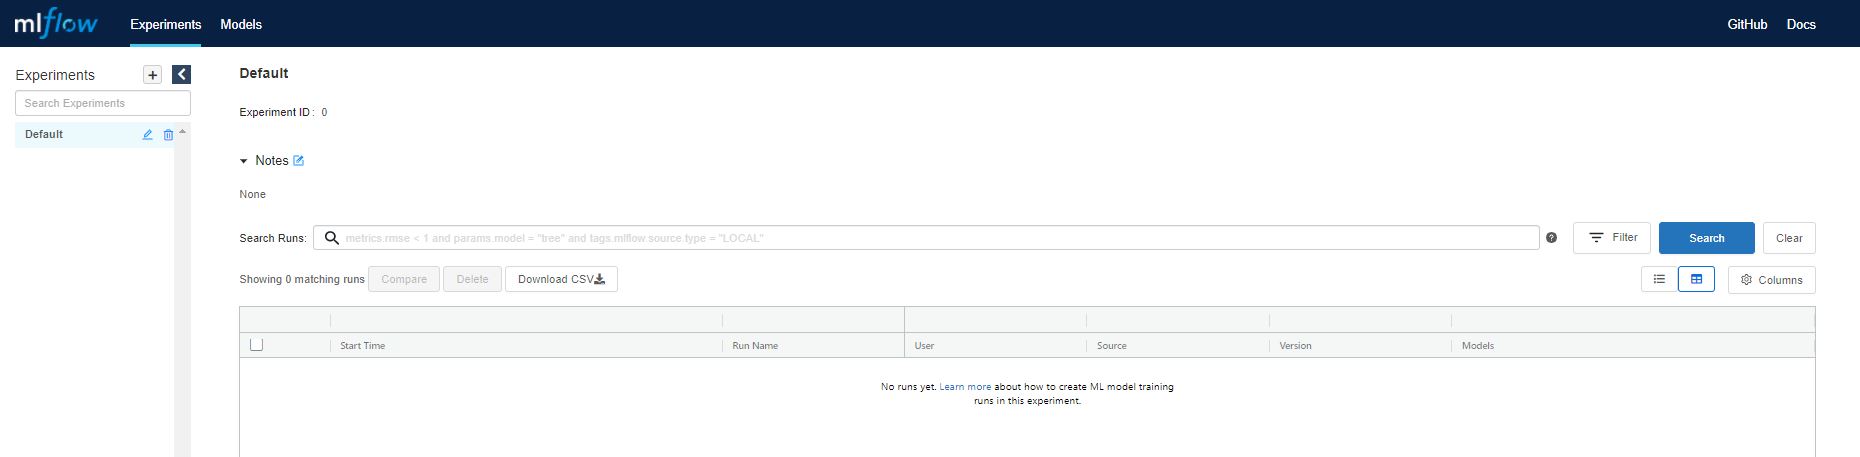 mlflow Experiments Models GitHub Docs
Experiments
Search Experiments
Default
Default
Experiment ID: 0
Notes
None
Search Runs: metrics.rmse < 1 and params.model = "tree" and tags.mlflow.source.type = "LOCAL" Filter Search Clear
Showing 0 matching runs Compare Delete Download CSV Columns
Start Time Run Name User Source Version Models
No runs yet. Learn more about how to create ML model training
runs in this experiment.